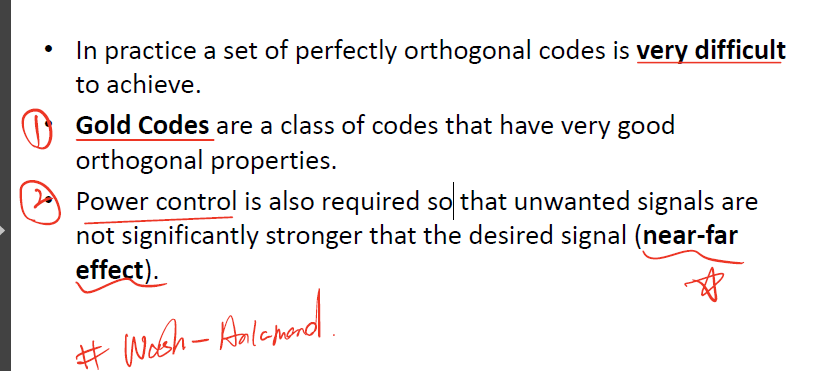 • In practice a set of perfectly orthogonal codes is very difficult
to achieve.
① Gold Codes are a class of codes that have very good
orthogonal properties.
② Power control is also required so that unwanted signals are
not significantly stronger that the desired signal (near-far
effect).
#